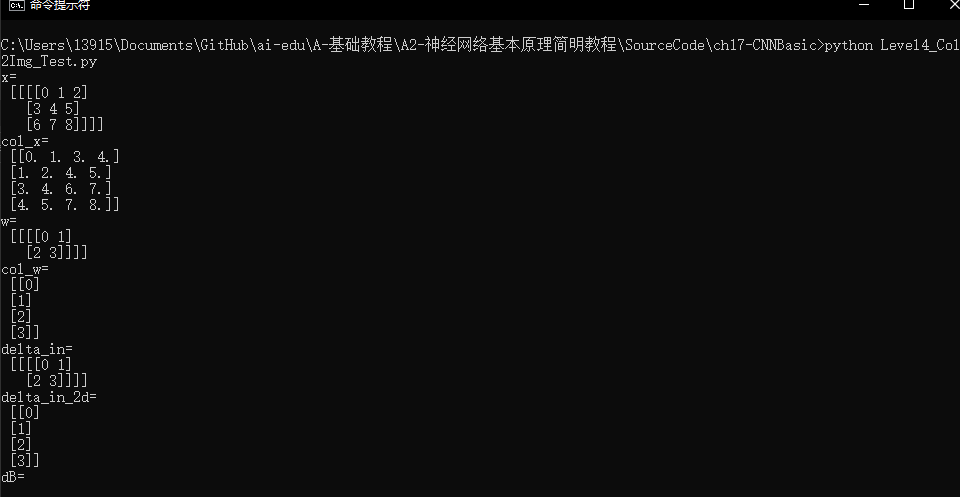 命令提示符
C:\Users\13915\Documents\GitHub\ai-edu\A-基础教程\A2-神经网络基本原理简明教程\SourceCode\ch17-CNNBasic>python Level4_Col
2Img_Test.py
x=
 [[[[0 1 2]
   [3 4 5]
   [6 7 8]]]]
col_x=
 [[0. 1. 3. 4.]
 [1. 2. 4. 5.]
 [3. 4. 6. 7.]
 [4. 5. 7. 8.]]
w=
 [[[[0 1]
   [2 3]]]]
col_w=
 [[0]
 [1]
 [2]
 [3]]
delta_in=
 [[[[0 1]
   [2 3]]]]
delta_in_2d=
 [[0]
 [1]
 [2]
 [3]]
dB=